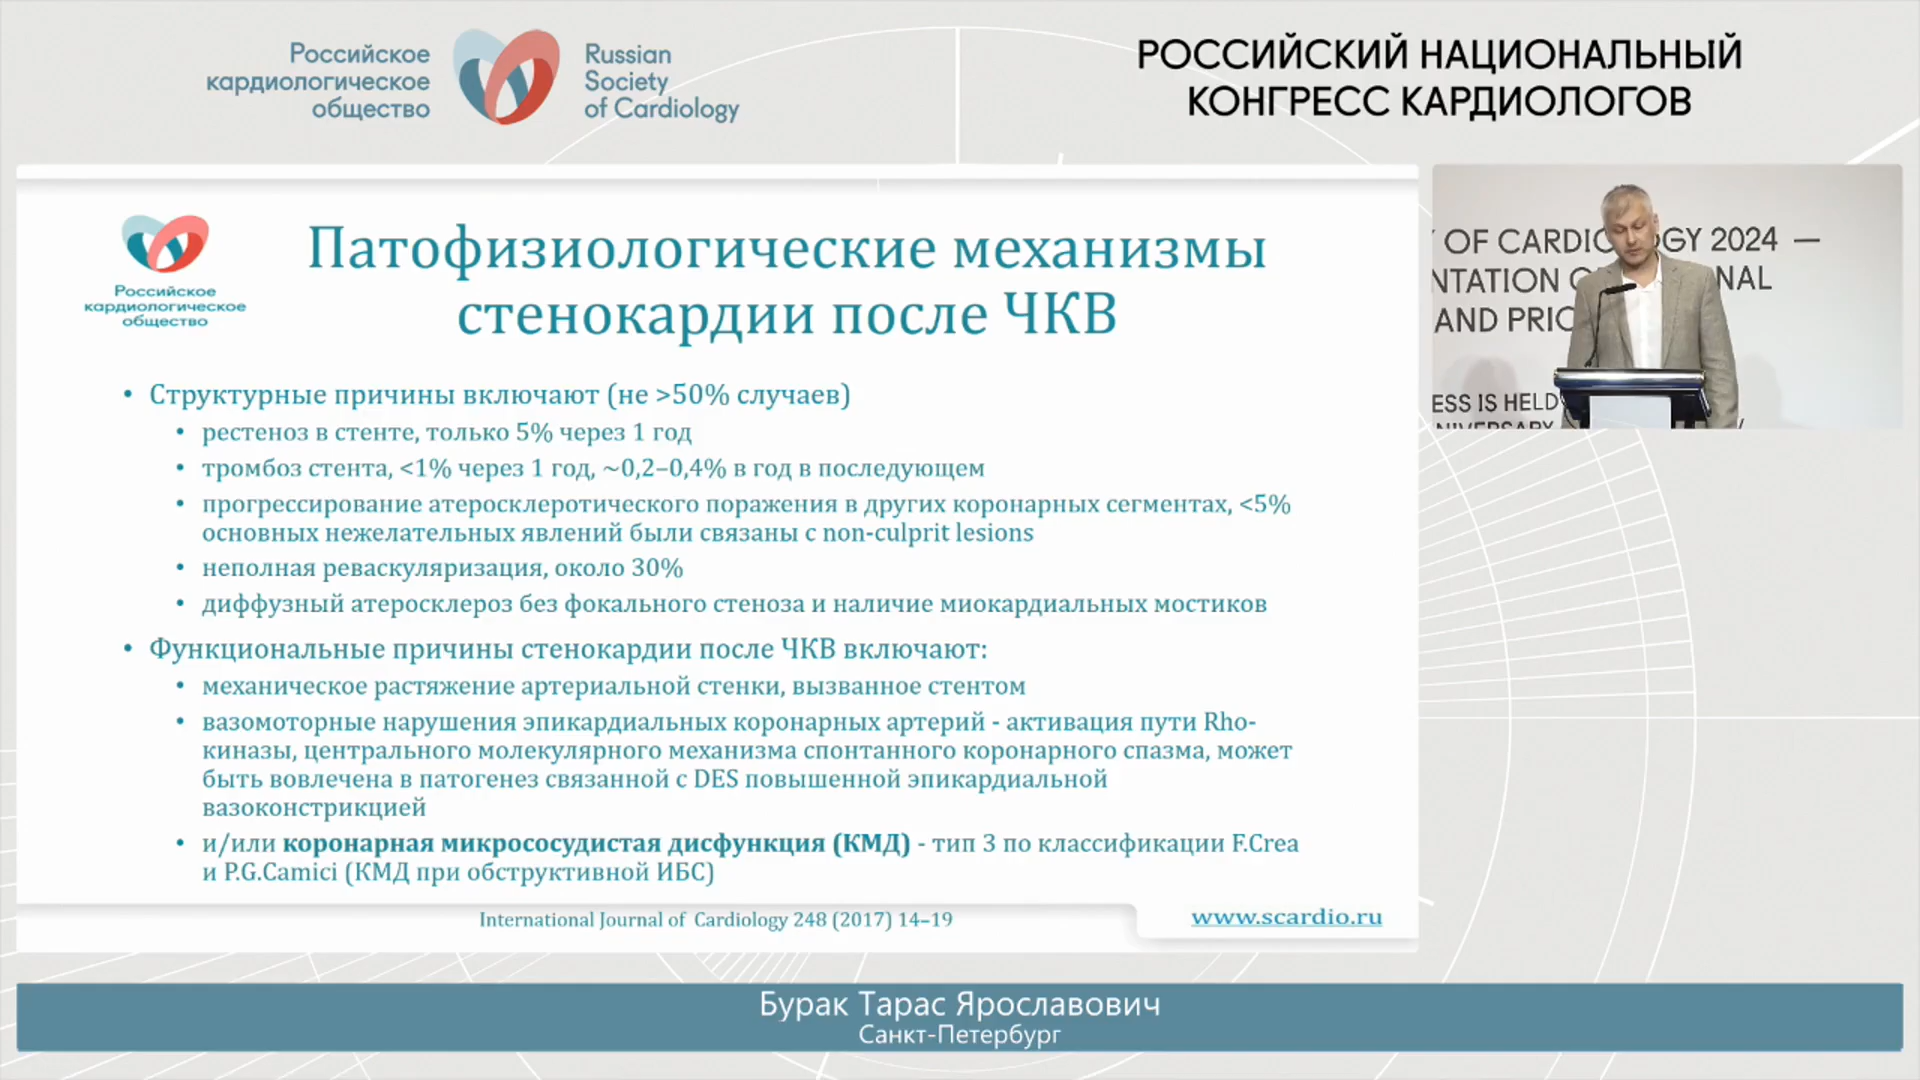 Российское
кардиологическое
общество
Russian
Society
of Cardiology
РОССИЙСКИЙ НАЦИОНАЛЬНЫЙ
КОНГРЕСС КАРДИОЛОГОВ
Российское
кардиологическое
общество
Патофизиологические механизмы
стенокардии после ЧКВ
• Структурные причины включают (не >50% случаев)
• рестеноз в стенте, только 5% через 1 год
• тромбоз стента, <1% через 1 год, ~0,2–0,4% в год в последующем
• прогрессирование атеросклеротического поражения в других коронарных сегментах, <5%
основных нежелательных явлений были связаны с non-culprit lesions
• неполная реваскуляризация, около 30%
• диффузный атеросклероз без фокального стеноза и наличие миокардиальных мостиков
• Функциональные причины стенокардии после ЧКВ включают:
• механическое растяжение артериальной стенки, вызванное стентом
• вазомоторные нарушения эпикардиальных коронарных артерий - активация пути Rho-
киназы, центрального молекулярного механизма спонтанного коронарного спазма, может
быть вовлечена в патогенез связанной с DES повышенной эпикардиальной
вазоконстрикцией
• и/или коронарная микрососудистая дисфункция (КМД) - тип 3 по классификации F.Crea
и P.G.Camici (КМД при обструктивной ИБС)
International Journal of Cardiology 248 (2017) 14–19
www.scardio.ru
OF CARDIOGY 2024 —
NTATION
NAL
AND PRIO
ESS IS HELD
Бурак Тарас Ярославович
Санкт-Петербург